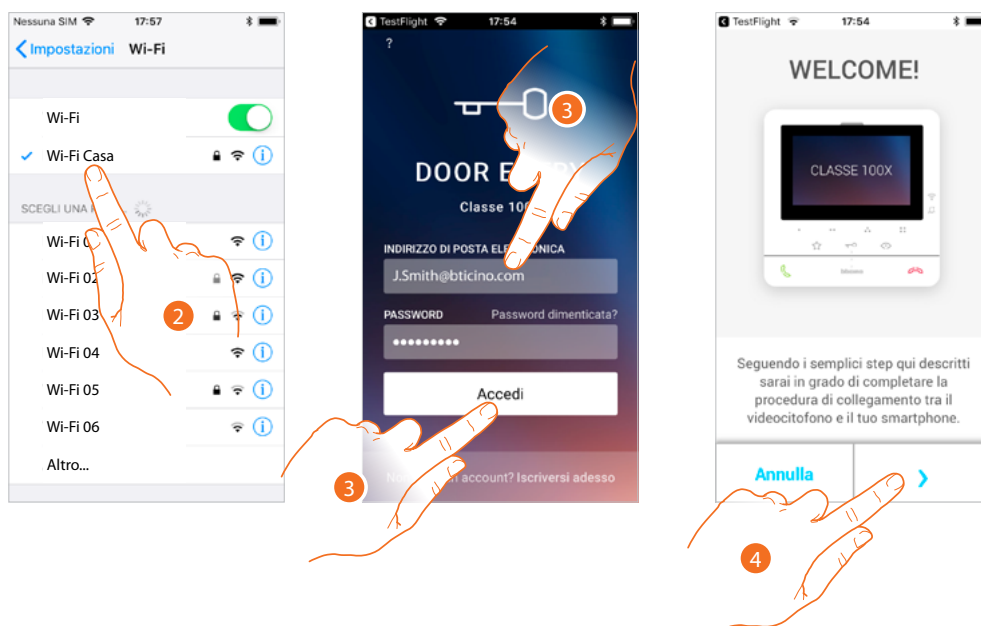 Nessuna SIM 17:57
Impostazioni Wi-Fi
Wi-Fi
Wi-Fi Casa
SCEGLI UNA
Wi-Fi 0
Wi-Fi 02
Wi-Fi 03
2
Wi-Fi 04
Wi-Fi 05
Wi-Fi 06
Altro...
TestFlight 17:54
?
3
DOOR E
Classe 10
INDIRIZZO DI POSTA ELE ONICA
J.Smith@bticino.com
PASSWORD Password dimenticata?
•••••••••
Accedi
account? Iscriversi adesso
3
TestFlight 17:54
WELCOME!
CLASSE 100X
bticino
Seguendo i semplici step qui descritti
sarai in grado di completare la
procedura di collegamento tra il
videocitofono e il tuo smartphone.
Annulla
4